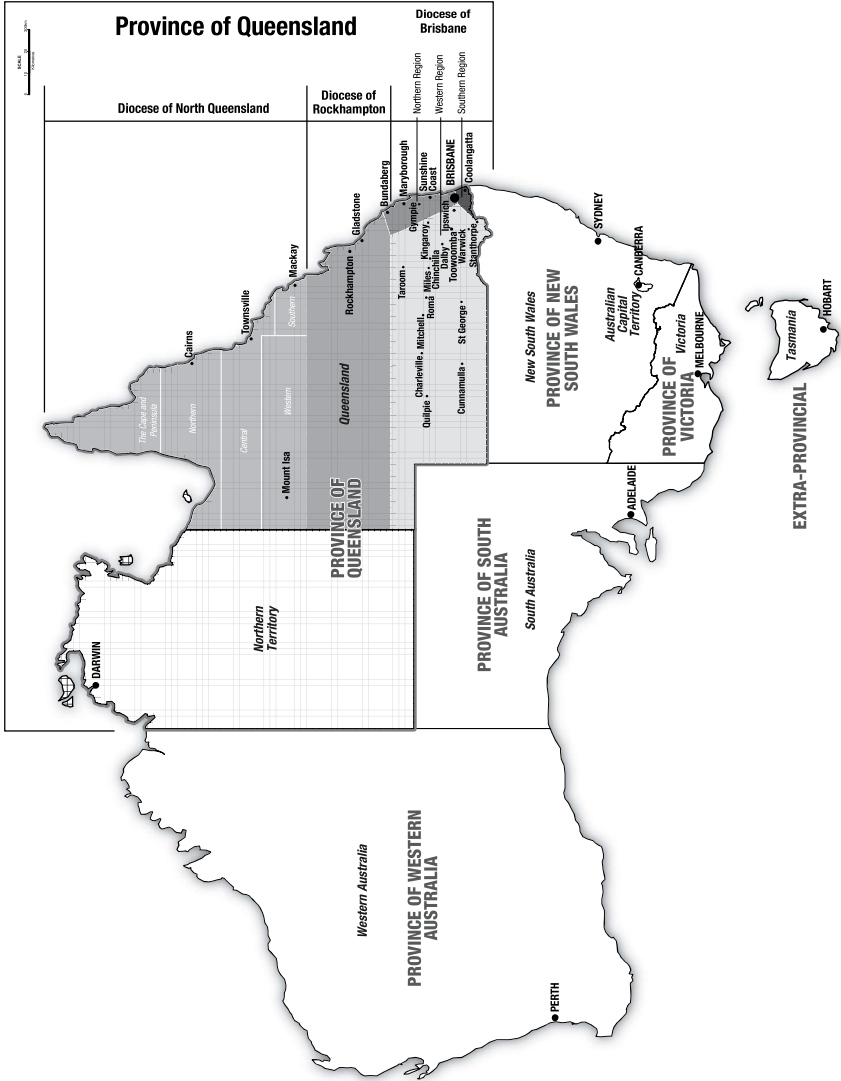 Province of Queensland
Diocese of
Brisbane
SCALE
Northern Region
Western Region
Southern Region
Diocese of North Queensland
Diocese of
Rockhampton
Cairns
Townsville
Mackay
Gladstone
Rockhampton
Bundaberg
Maryborough
Gympie
Sunshine
Coast
BRISBANE
Coolangatta
Ipswich
Kingaroy
Toowoomba
Warwick
Stanthorpe
Dalby
Chinchilla
Miles
Roma
Taroom
Mitchell
St George
Charleville
Quilpie
Cunnamulla
Mount Isa
The Cape and
Peninsula
Northern
Central
Western
Southern
Queensland
PROVINCE OF
QUEENSLAND
Northern
Territory
DARWIN
New South Wales
PROVINCE OF NEW
SOUTH WALES
SYDNEY
CANBERRA
Australian
Capital
Territory
Victoria
MELBOURNE
PROVINCE OF
VICTORIA
Tasmania
HOBART
EXTRA-PROVINCIAL
ADELAIDE
PROVINCE OF SOUTH
AUSTRALIA
South Australia
Western Australia
PROVINCE OF WESTERN
AUSTRALIA
PERTH